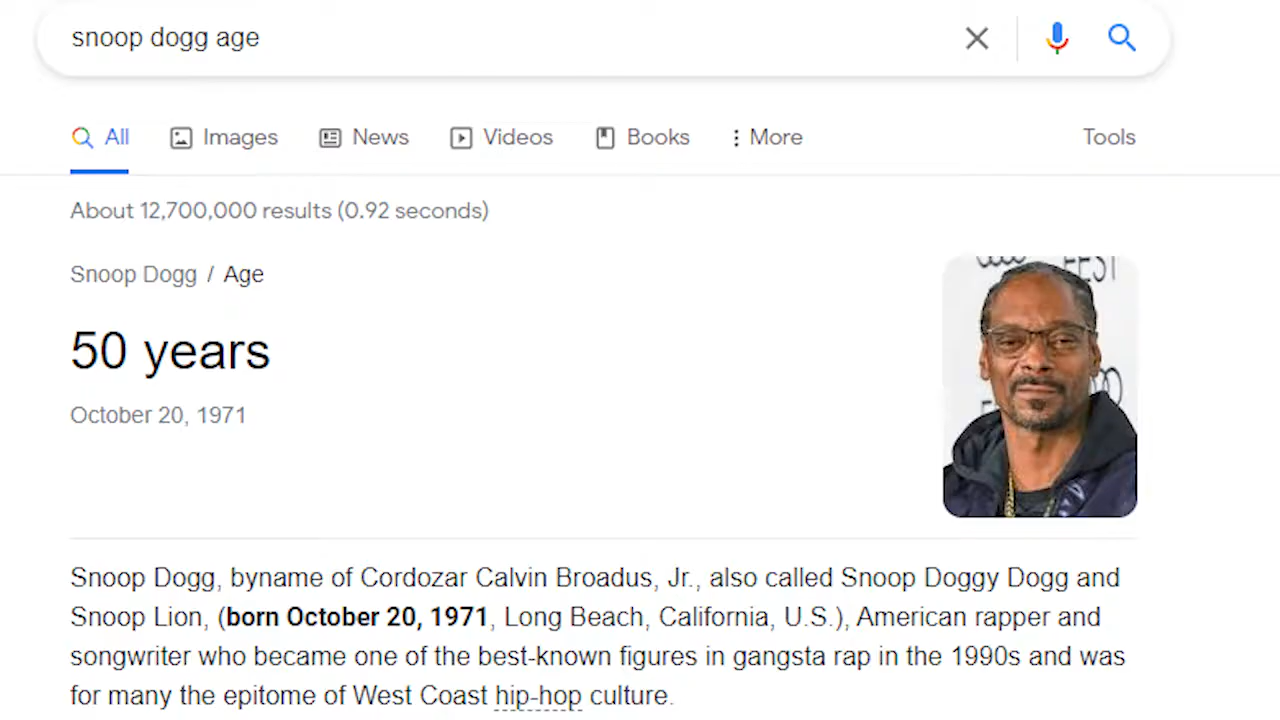 snoop dogg age
All Images News Videos Books More Tools
About 12,700,000 results (0.92 seconds)
Snoop Dogg / Age
FEST
50 years
October 20, 1971
Snoop Dogg, byname of Cordozar Calvin Broadus, Jr., also called Snoop Doggy Dogg and
Snoop Lion, (born October 20, 1971, Long Beach, California, U.S.), American rapper and
songwriter who became one of the best-known figures in gangsta rap in the 1990s and was
for many the epitome of West Coast hip-hop culture.